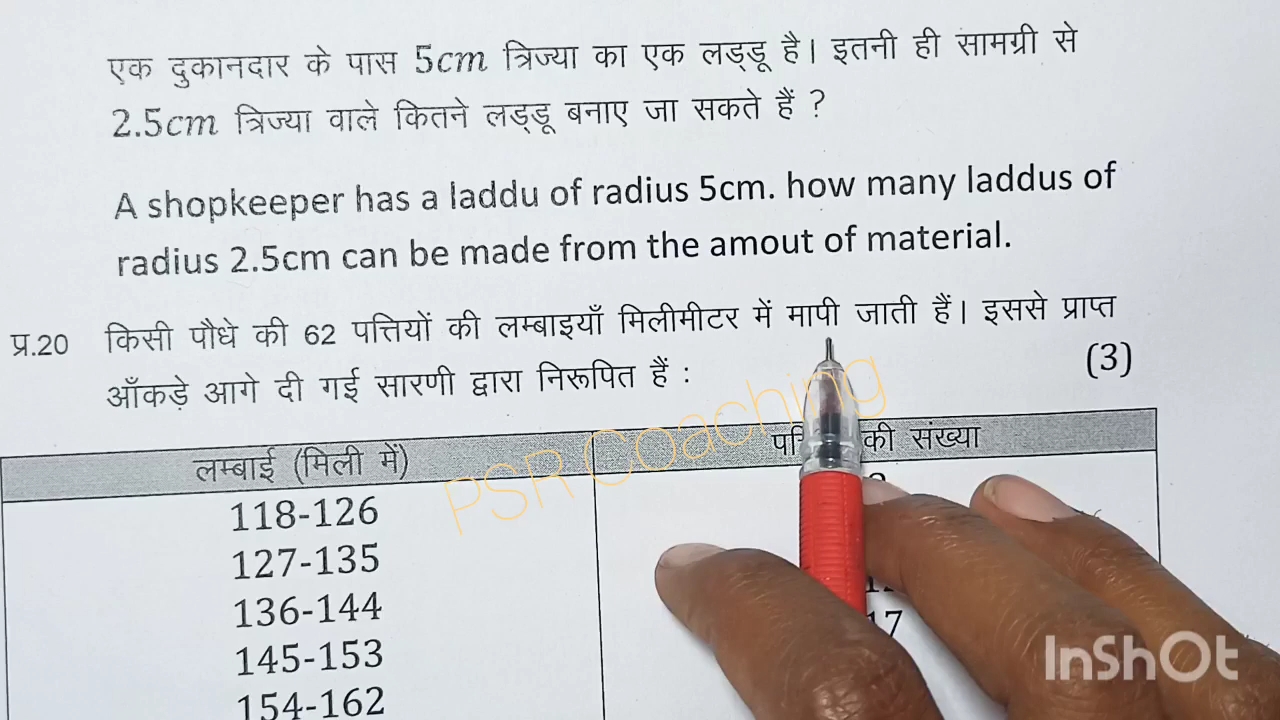 एक दुकानदार के पास 5cm त्रिज्या का एक लड्डू है। इतनी ही सामग्री से
2.5cm त्रिज्या वाले कितने लड्डू बनाए जा सकते हैं ?
A shopkeeper has a laddu of radius 5cm. how many laddus of
radius 2.5cm can be made from the amout of material.
प्र.20 किसी पौधे की 62 पत्तियों की लम्बाइयाँ मिलीमीटर में मापी जाती हैं। इससे प्राप्त
आँकड़े आगे दी गई सारणी द्वारा निरूपित हैं : (3)
लम्बाई (मिली में) की संख्या
118-126
127-135
136-144
145-153 17
154-162
PSR Coaching
InShOt